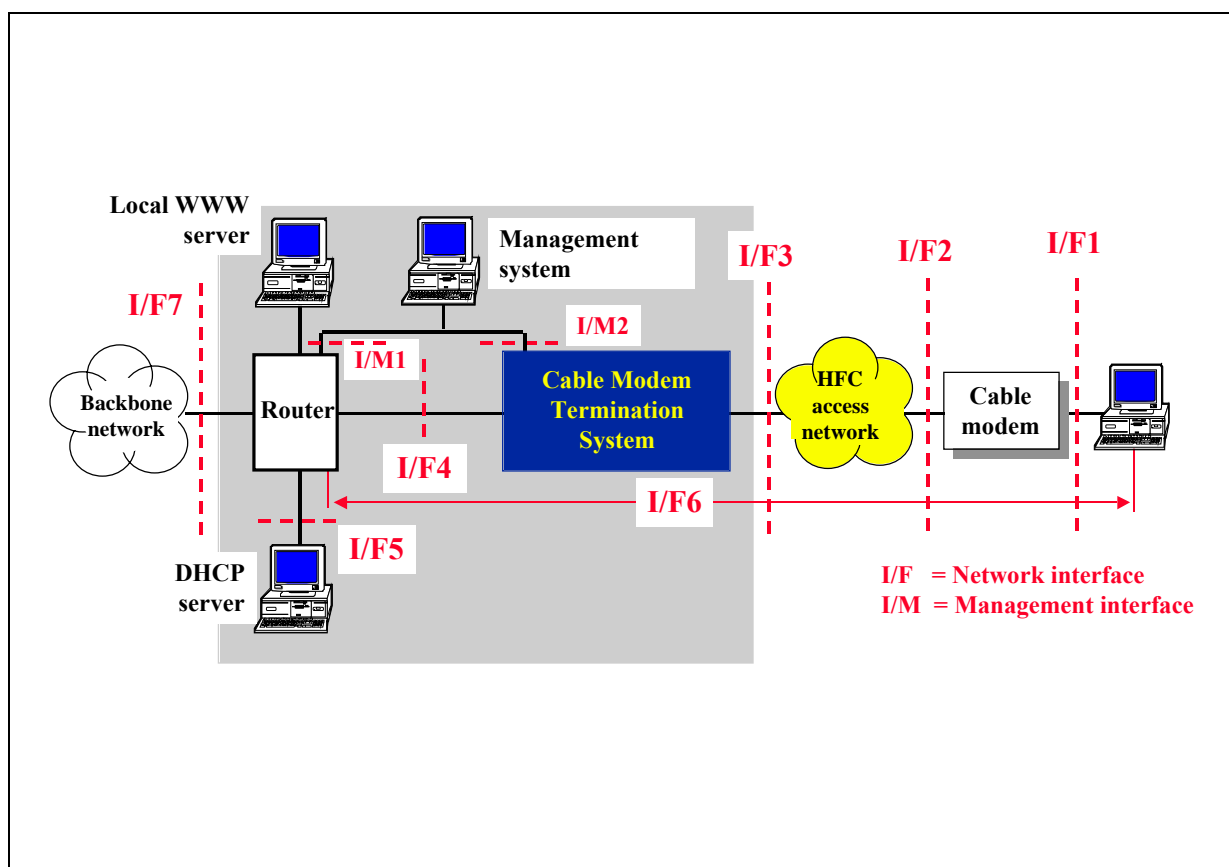 Local WWW
server
Management
system
I/F3
I/F2
I/F1
I/F7
I/M2
I/M1
Backbone
network
Router
Cable Modem
Termination
System
HFC
access
network
Cable
modem
I/F4
I/F6
I/F5
DHCP
server
I/F = Network interface
I/M = Management interface